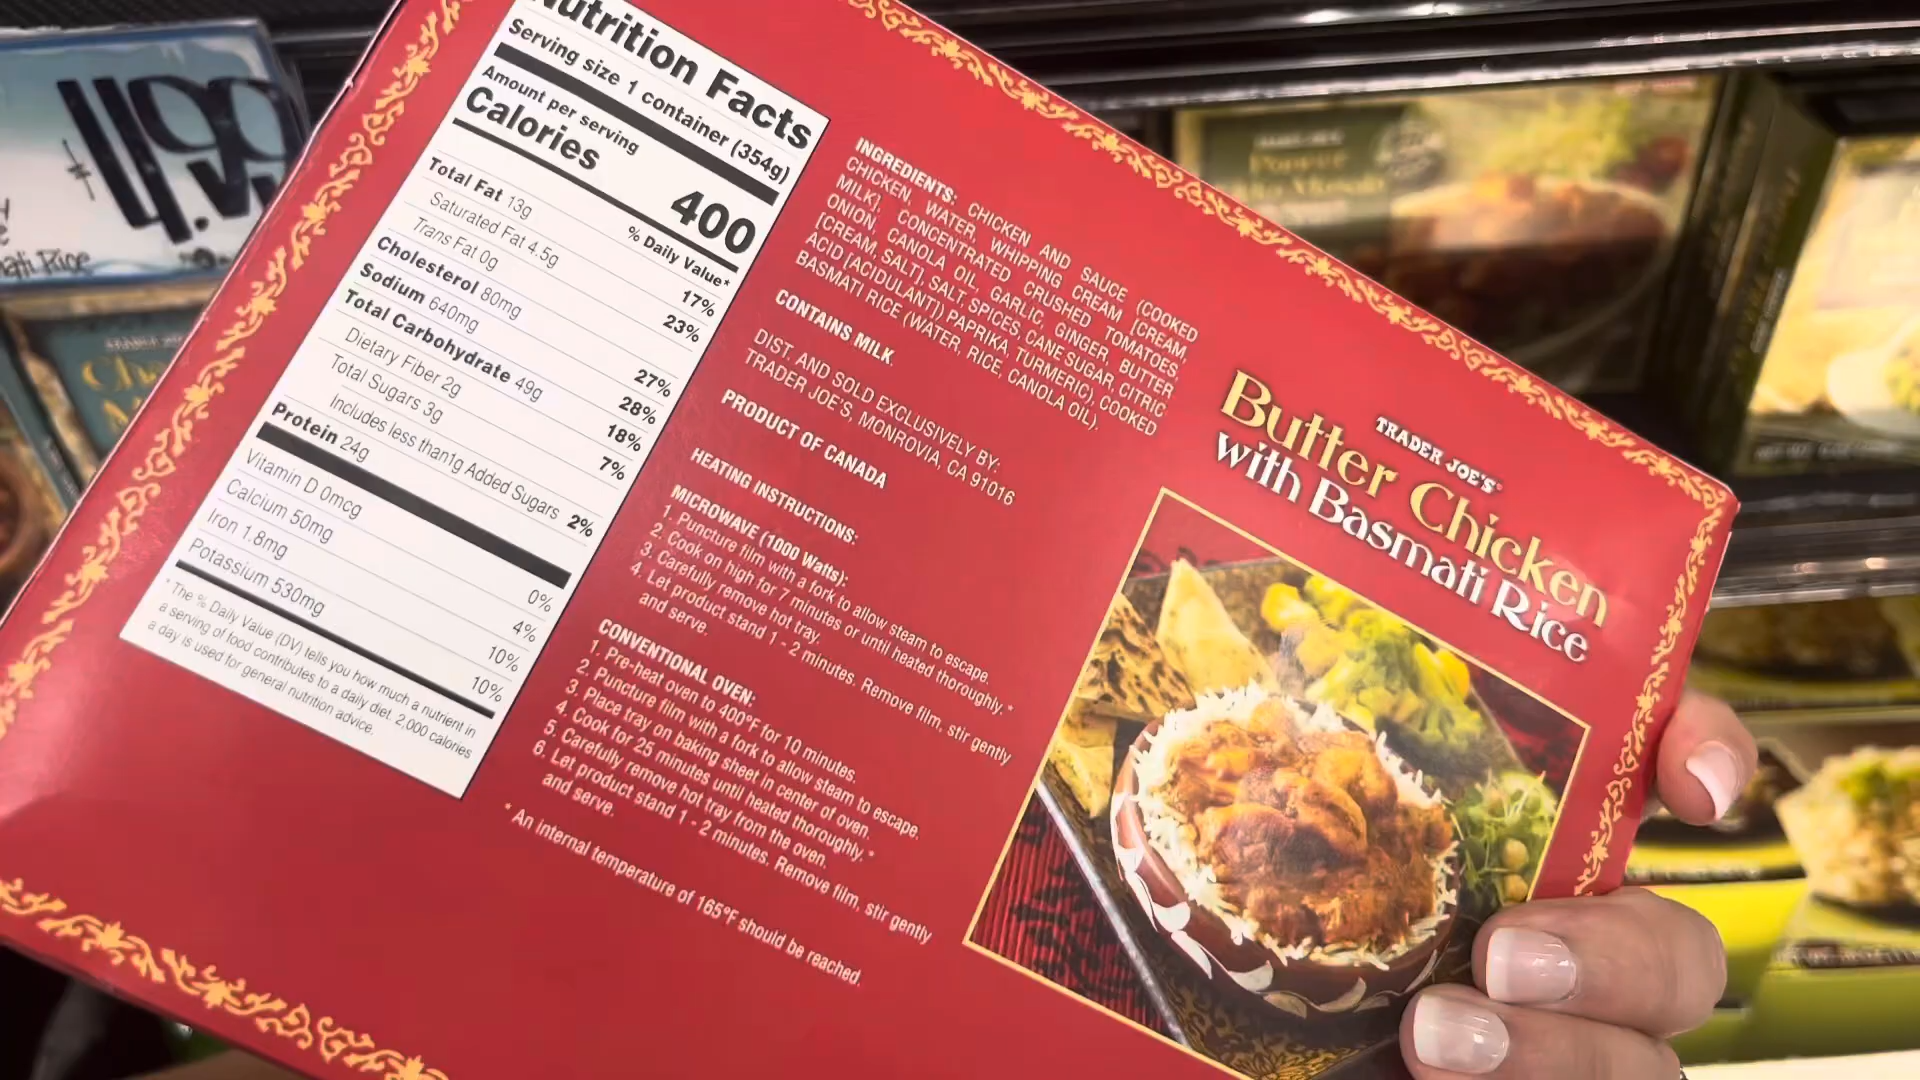 $4.99
Rice
Nutrition Facts
Serving size 1 container (354g)
Amount per serving
Calories 400
% Daily Value*
Total Fat 13g 17%
Saturated Fat 4.5g 23%
Trans Fat 0g
Cholesterol 80mg 27%
Sodium 640mg 28%
Total Carbohydrate 49g 18%
Dietary Fiber 2g 7%
Total Sugars 3g
Includes less than1g Added Sugars 2%
Protein 24g
Vitamin D 0mcg 0%
Calcium 50mg 4%
Iron 1.8mg 10%
Potassium 530mg 10%
* The % Daily Value (DV) tells you how much a nutrient in
a serving of food contributes to a daily diet. 2,000 calories
a day is used for general nutrition advice.
INGREDIENTS: CHICKEN AND SAUCE (COOKED
CHICKEN, WATER, WHIPPING CREAM [CREAM,
MILK], CONCENTRATED CRUSHED TOMATOES,
ONION, CANOLA OIL, GARLIC, GINGER, BUTTER
[CREAM, SALT], SALT, SPICES, CANE SUGAR, CITRIC
ACID [ACIDULANT]) PAPRIKA, TURMERIC), COOKED
BASMATI RICE (WATER, RICE, CANOLA OIL).
CONTAINS MILK.
DIST. AND SOLD EXCLUSIVELY BY:
TRADER JOE'S, MONROVIA, CA 91016
PRODUCT OF CANADA
HEATING INSTRUCTIONS:
MICROWAVE (1000 Watts):
1. Puncture film with a fork to allow steam to escape.
2. Cook on high for 7 minutes or until heated thoroughly. *
3. Carefully remove hot tray.
4. Let product stand 1 - 2 minutes. Remove film, stir gently
and serve.
CONVENTIONAL OVEN:
1. Pre-heat oven to 400°F for 10 minutes.
2. Puncture film with a fork to allow steam to escape.
3. Place tray on baking sheet in center of oven.
4. Cook for 25 minutes until heated thoroughly. *
5. Carefully remove hot tray from the oven.
6. Let product stand 1 - 2 minutes. Remove film, stir gently
and serve.
* An internal temperature of 165°F should be reached.
TRADER JOE'S®
Butter Chicken
with Basmati Rice